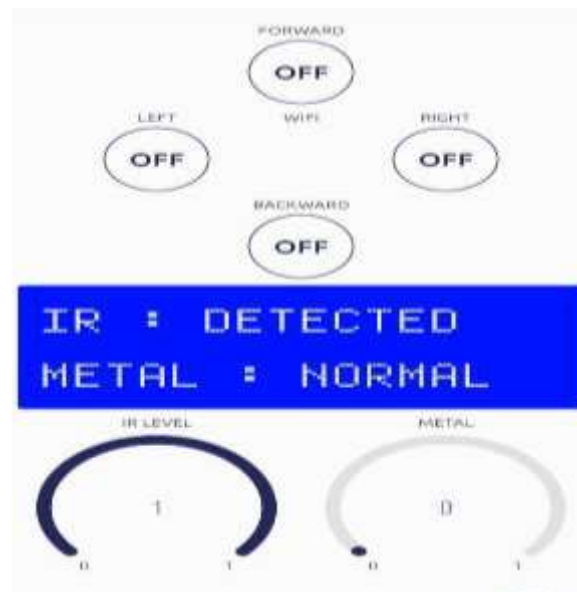 FORWARD
OFF
LEFT
WIFI
RIGHT
OFF
OFF
BACKWARD
OFF
IR : DETECTED
METAL : NORMAL
IR LEVEL
METAL
1
0
0
1
0
1